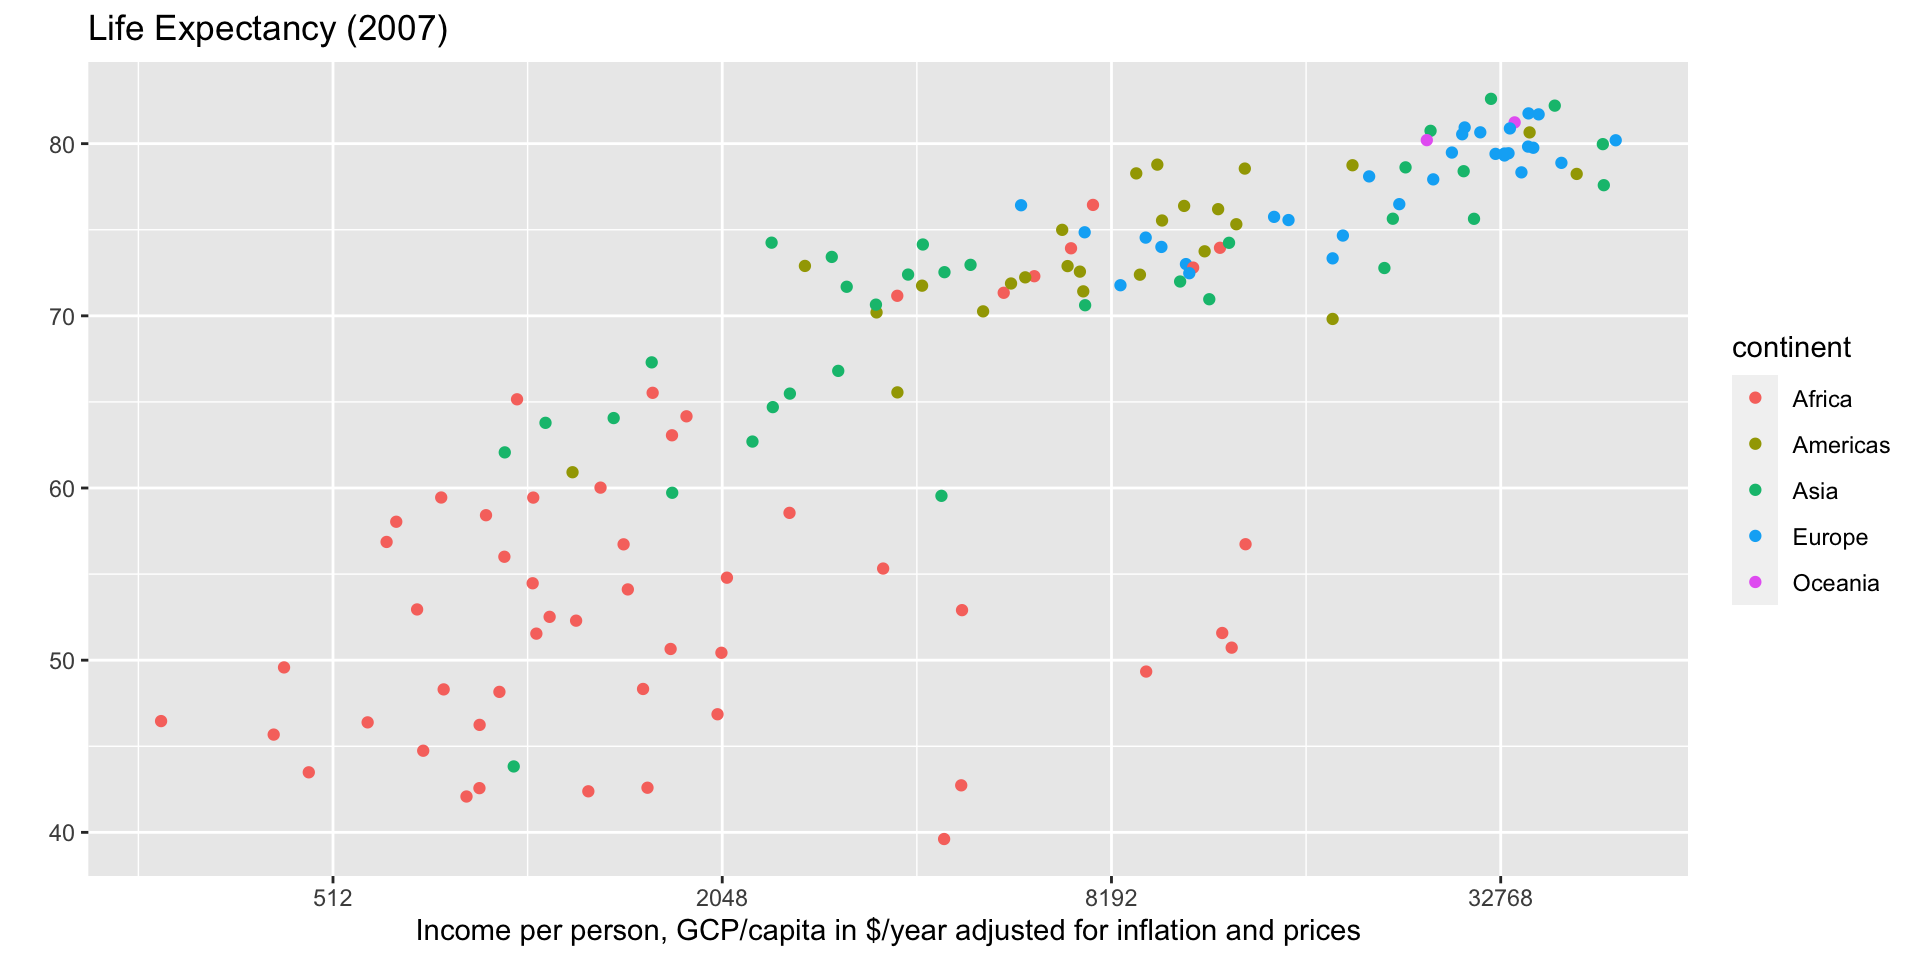 Life Expectancy (2007)
80
70
60
50
40
512 2048 8192 32768
Income per person, GCP/capita in $/year adjusted for inflation and prices
continent
Africa
Americas
Asia
Europe
Oceania